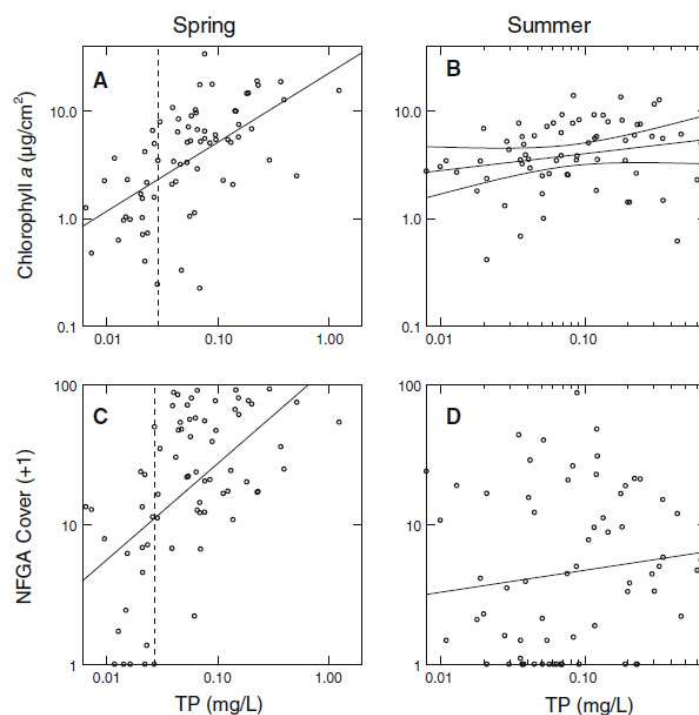 Spring Summer
A B
Chlorophyll a (µg/cm²)
10.0 10.0
1.0 1.0
0.1 0.1
0.01 0.10 1.00 0.01 0.10
C D
NFGA Cover (+1)
100 100
10 10
1 1
0.01 0.10 1.00 0.01 0.10
TP (mg/L) TP (mg/L)